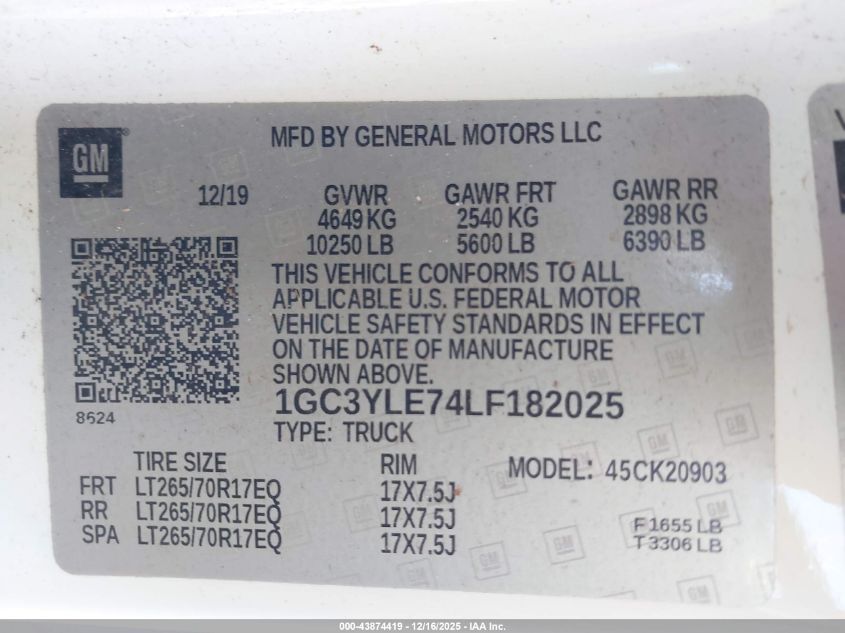 MFD BY GENERAL MOTORS LLC
GM
12/19 GVWR GAWR FRT GAWR RR
4649 KG 2540 KG 2898 KG
10250 LB 5600 LB 6390 LB
THIS VEHICLE CONFORMS TO ALL
APPLICABLE U.S. FEDERAL MOTOR
VEHICLE SAFETY STANDARDS IN EFFECT
ON THE DATE OF MANUFACTURE
SHOWN ABOVE.
8624
1GC3YLE74LF182025
TYPE: TRUCK
TIRE SIZE RIM MODEL: 45CK20903
FRT LT265/70R17EQ 17X7.5J
RR LT265/70R17EQ 17X7.5J F1655 LB
SPA LT265/70R17EQ 17X7.5J T3306 LB
000-43874419 - 12/16/2025 - IAA Inc.